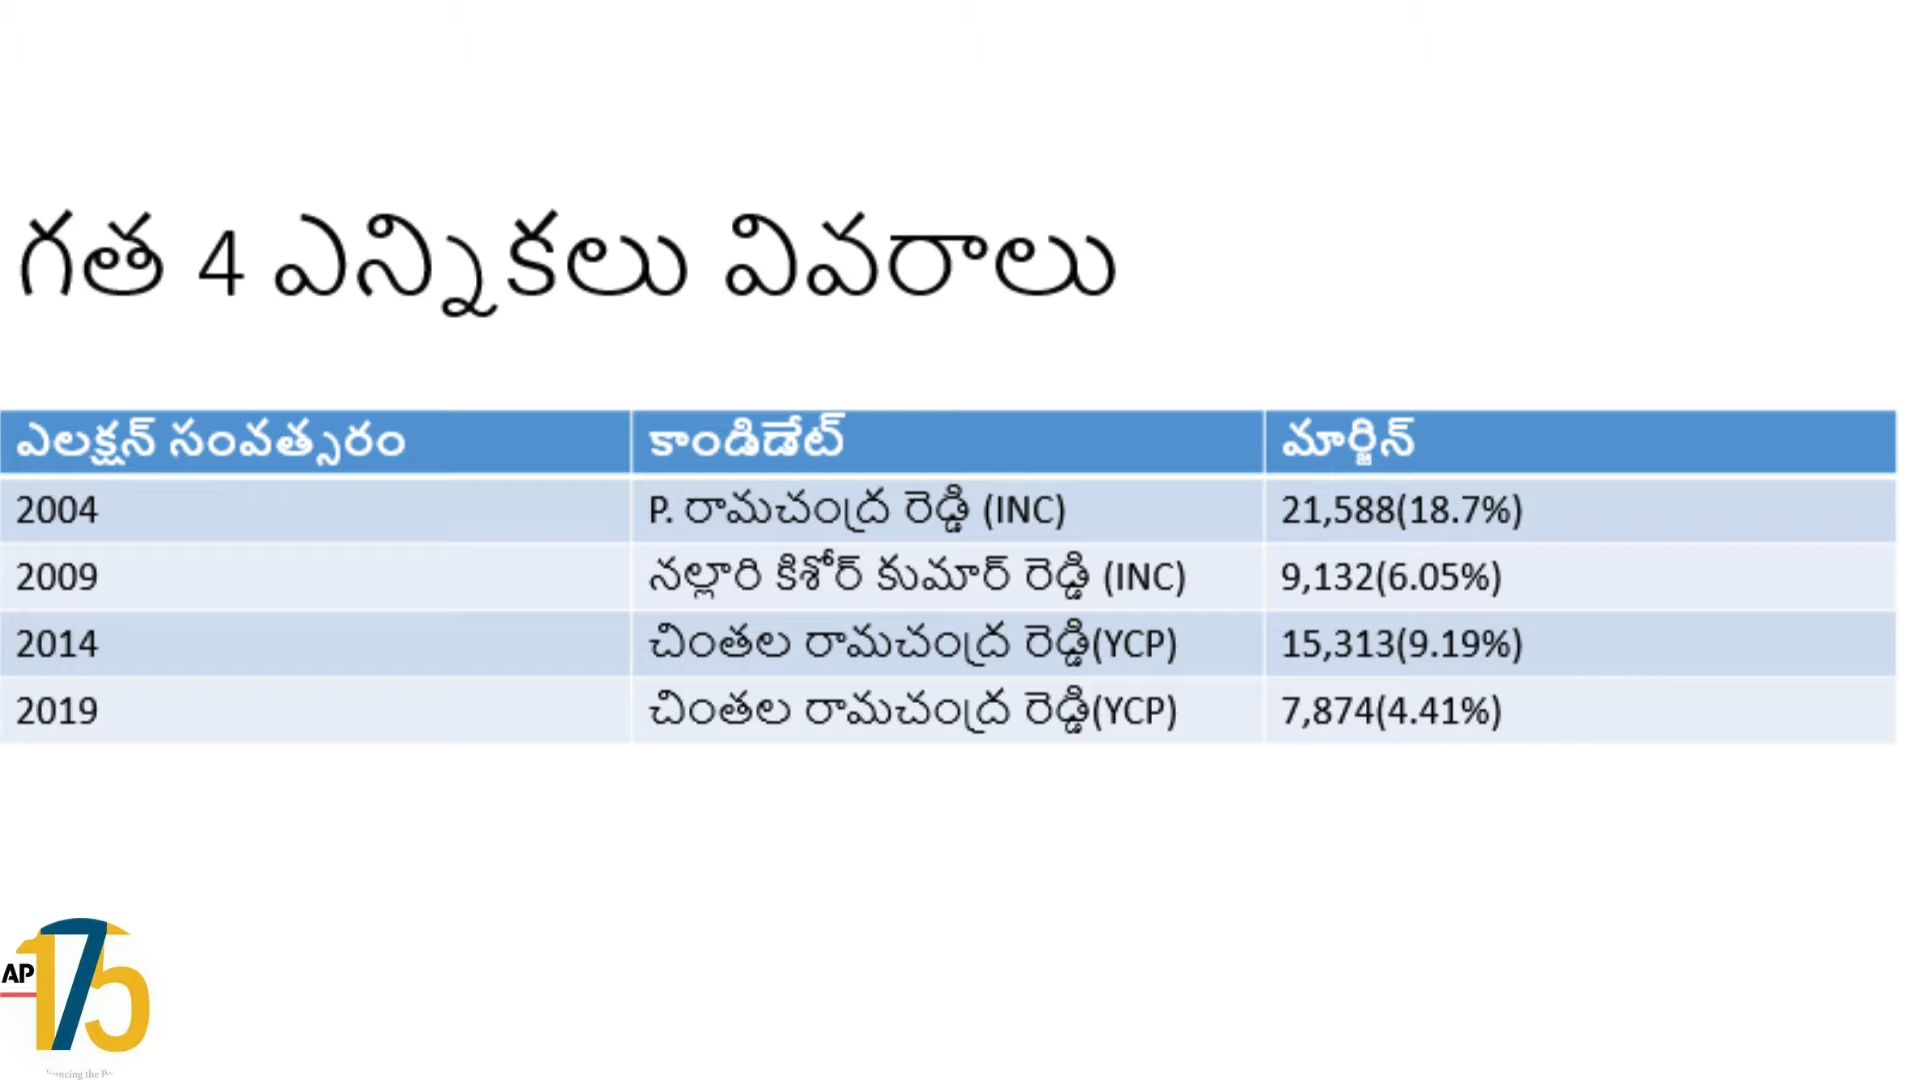 గత 4 ఎన్నికలు వివరాలు
ఎలక్షన్ సంవత్సరం కాండిడేట్ మార్జిన్
2004 P. రామచంద్ర రెడ్డి (INC) 21,588(18.7%)
2009 నల్లారి కిశోర్ కుమార్ రెడ్డి (INC) 9,132(6.05%)
2014 చింతల రామచంద్ర రెడ్డి(YCP) 15,313(9.19%)
2019 చింతల రామచంద్ర రెడ్డి(YCP) 7,874(4.41%)
AP 175
the